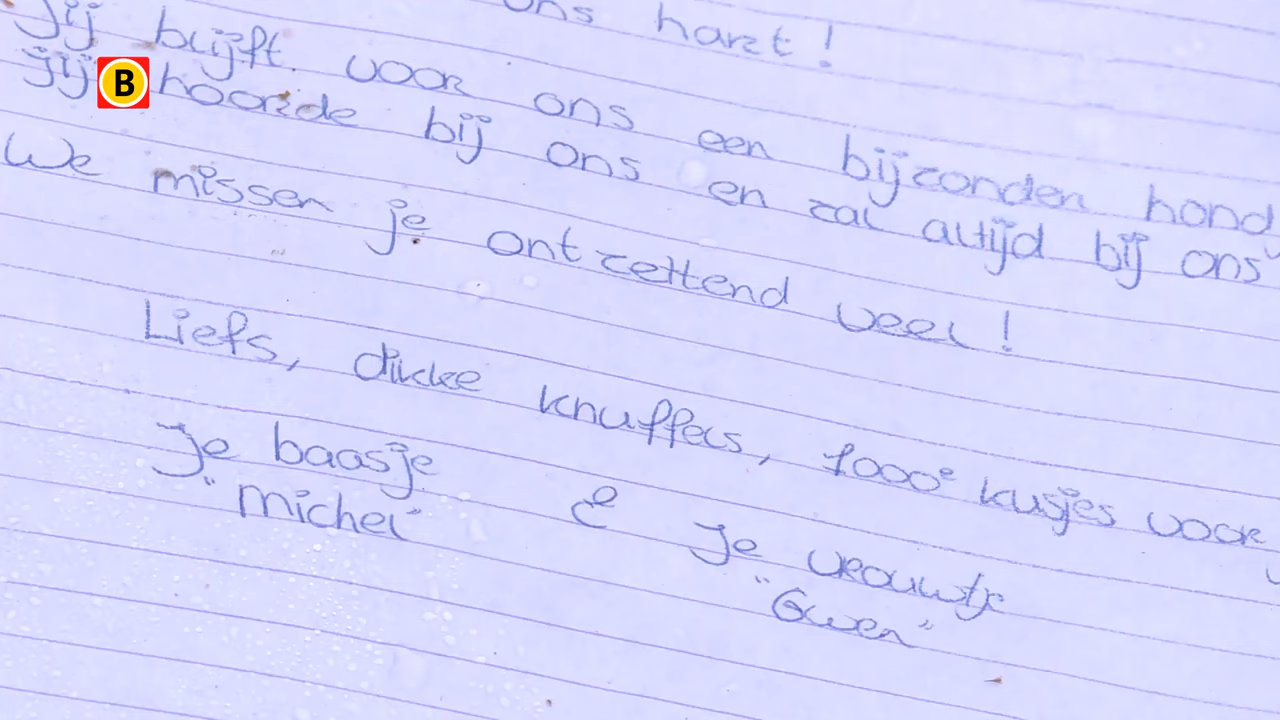 ons hart!
Jij blijft voor ons een bijzonden hond
jij hoorde bij ons en zal altijd bij ons
We missen je ontzettend veel!
Liefs, dikke knuffels, 1000e kusjes voor
Je baasje & Je vrouwtje
"Michel" "Gwen"
B